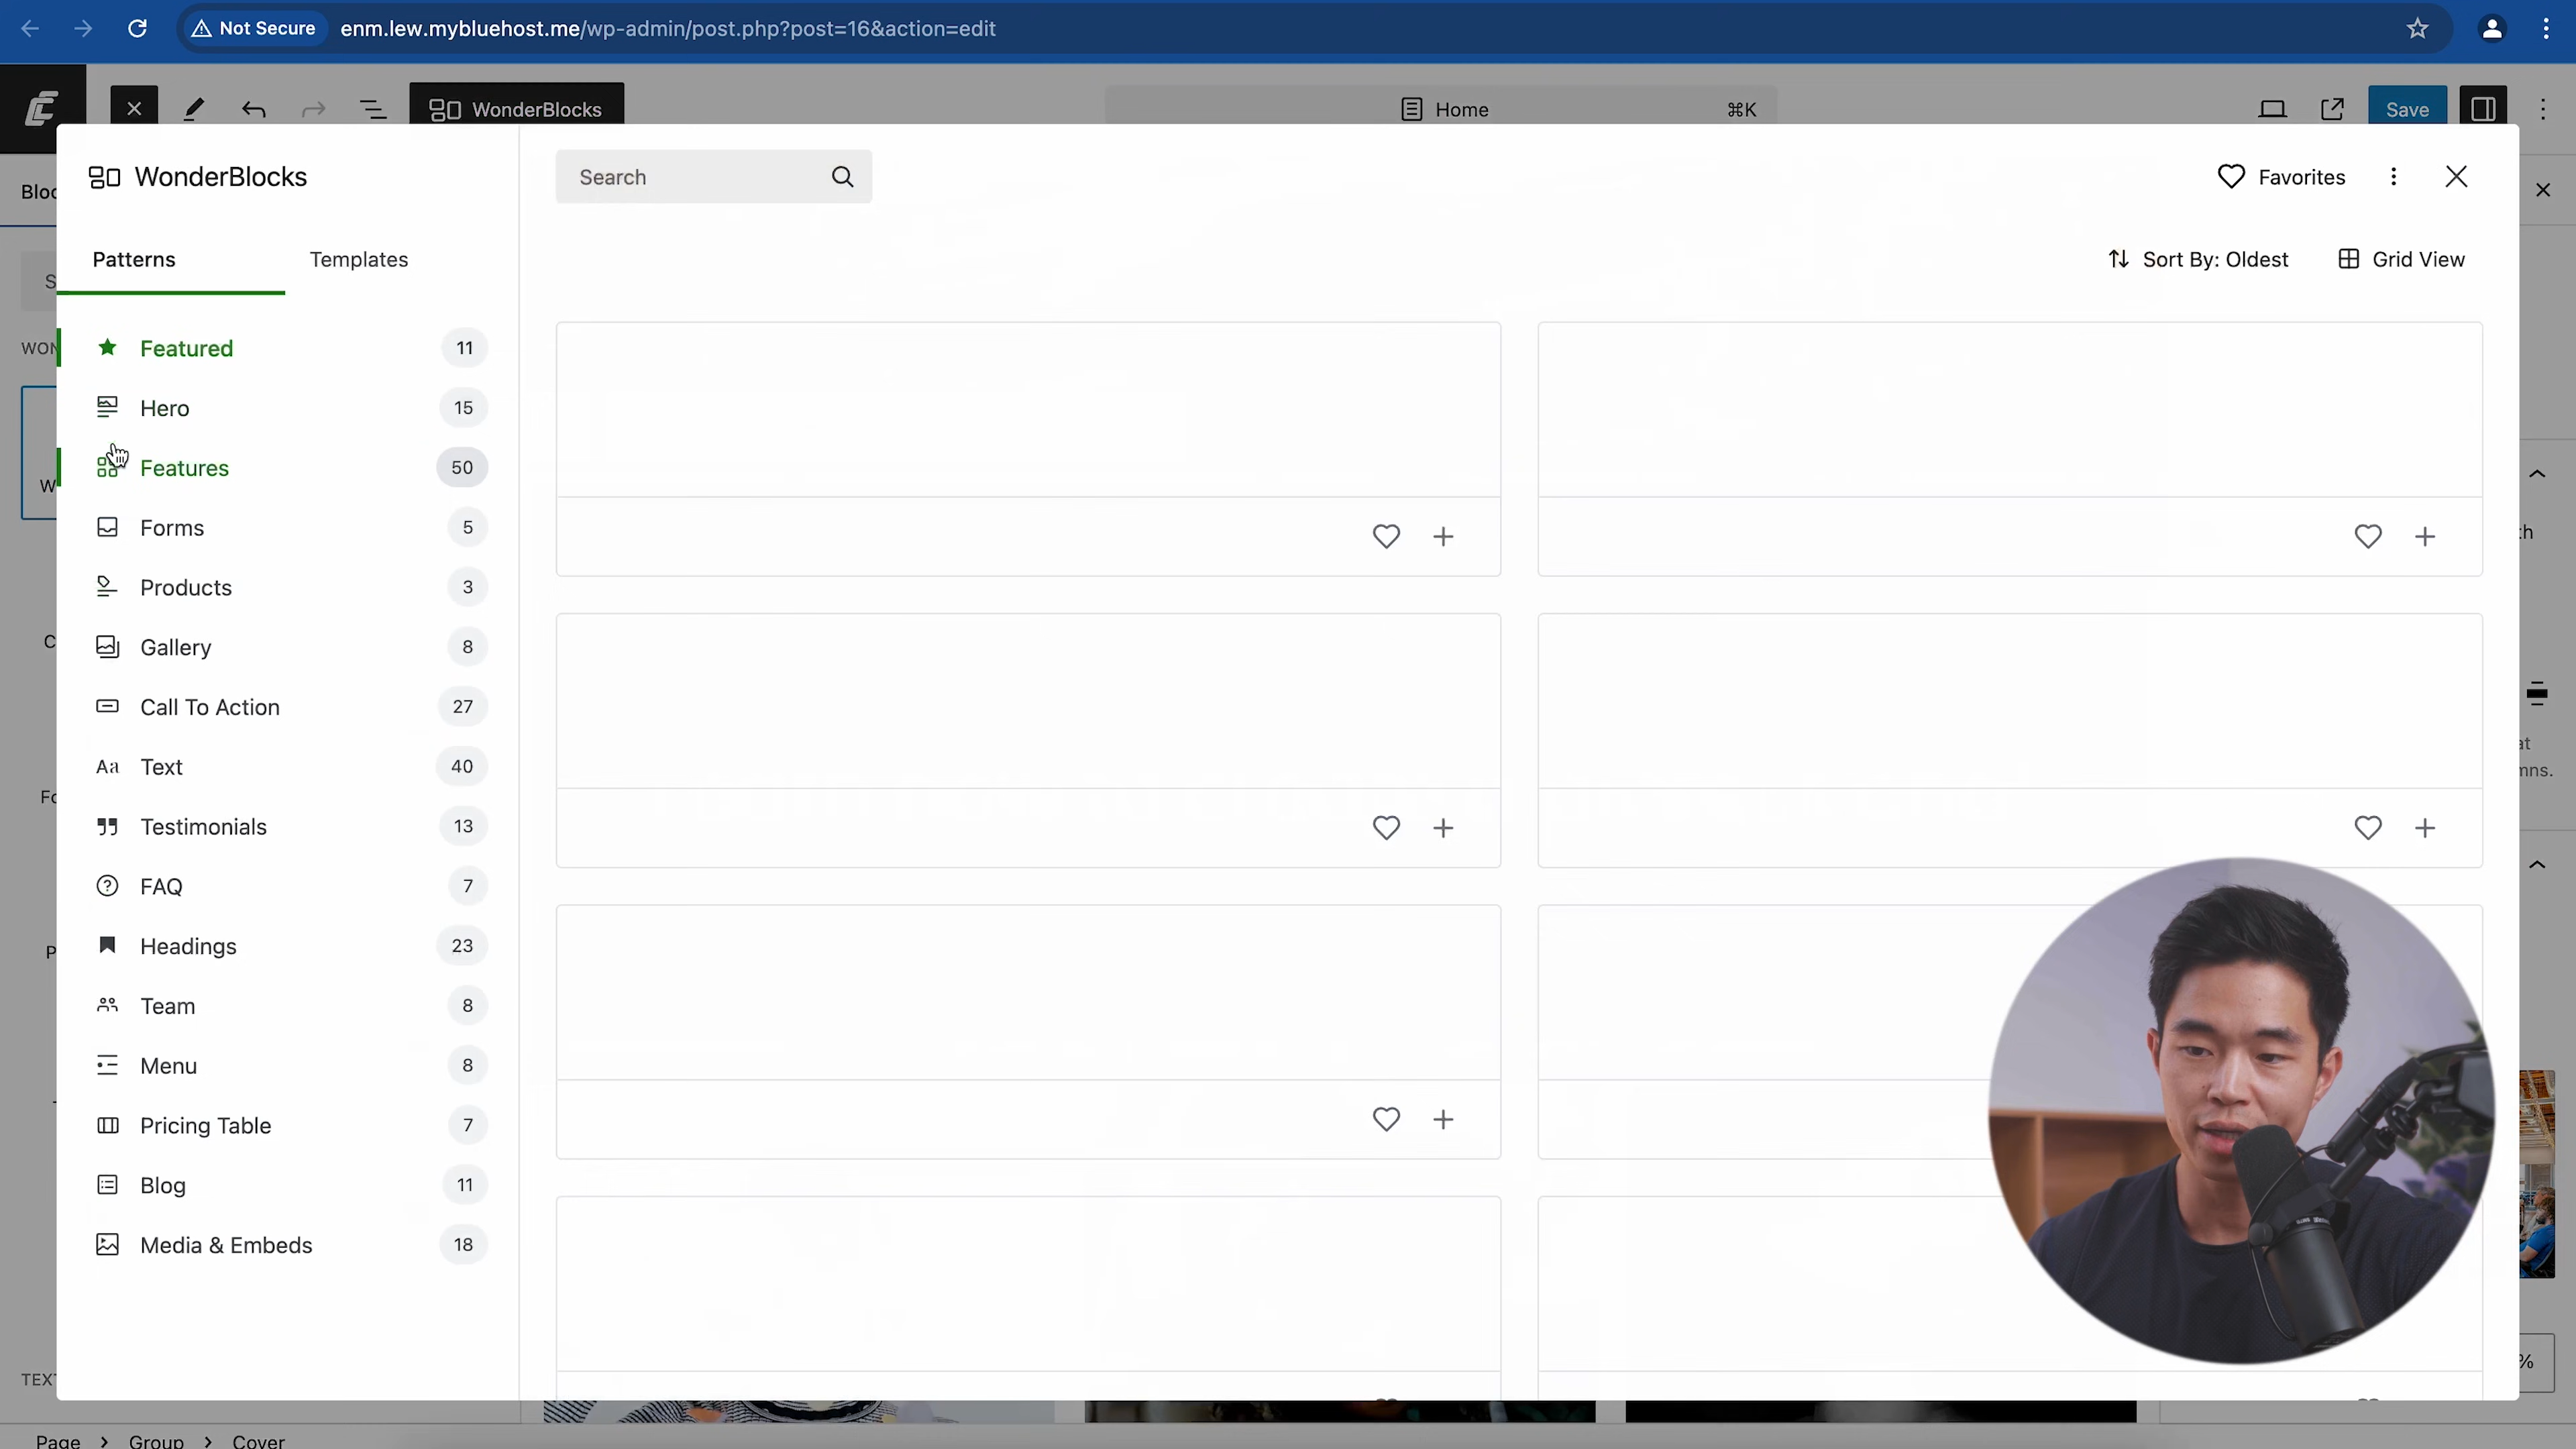 Not Secure enm.lew.mybluehost.me/wp-admin/post.php?post=16&action=edit
WonderBlocks
Home ⌘K
Save
WonderBlocks
Search
Favorites
Patterns Templates
Sort By: Oldest Grid View
Featured 11
Hero 15
Features 50
Forms 5
Products 3
Gallery 8
Call To Action 27
Aa Text 40
Testimonials 13
FAQ 7
Headings 23
Team 8
Menu 8
Pricing Table 7
Blog 11
Media & Embeds 18
Page > Group > Cover